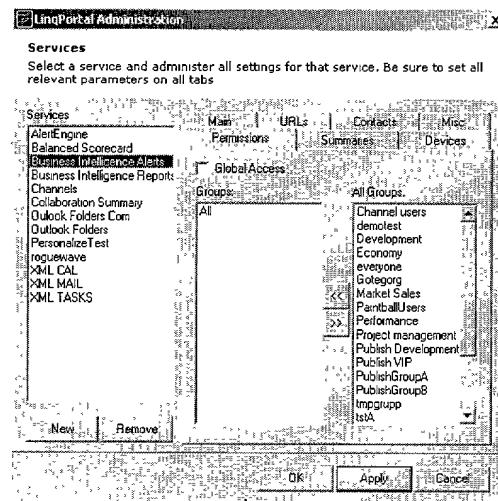 LinqPortal Administration
x
Services
Select a service and administer all settings for that service. Be sure to set all
relevant parameters on all tabs
Services
AlertEngine
Balanced Scorecard
Business Intelligence Alerts
Business Intelligence Reports
Channels
Collaboration Summary
Outlook Folders Com
Outlook Folders
PersonalizeTest
roguewave
XML CAL
XML MAIL
XML TASKS
New
Remove
Main
URLs
Contacts
Misc
Permissions
Summaries
Devices
Global Access
Groups:
All
<<
>>
All Groups:
Channel users
demotest
Development
Economy
everyone
Gotegorg
Market Sales
PaintballUsers
Performance
Project management
Publish Development
Publish VIP
PublishGroupA
PublishGroupB
tmpgrupp
tstA
OK
Apply
Cancel